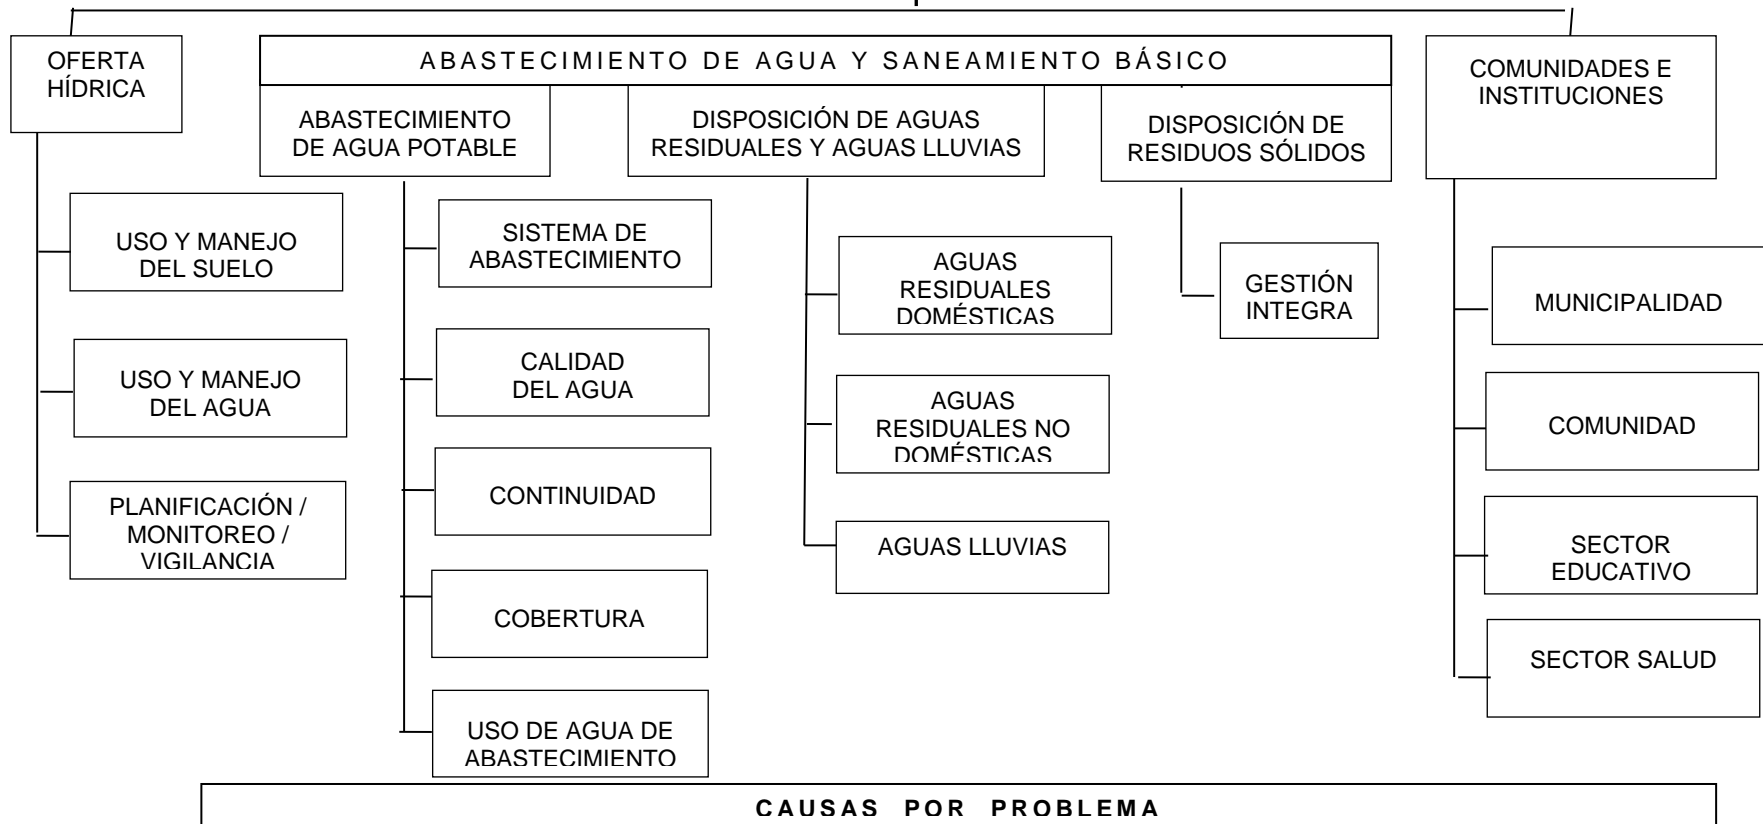 OFERTA
HÍDRICA
ABASTECIMIENTO DE AGUA Y SANEAMIENTO BÁSICO
COMUNIDADES E
INSTITUCIONES
ABASTECIMIENTO
DE AGUA POTABLE
DISPOSICIÓN DE AGUAS
RESIDUALES Y AGUAS LLUVIAS
DISPOSICIÓN DE
RESIDUOS SÓLIDOS
USO Y MANEJO
DEL SUELO
USO Y MANEJO
DEL AGUA
PLANIFICACIÓN /
MONITOREO /
VIGILANCIA
SISTEMA DE
ABASTECIMIENTO
CALIDAD
DEL AGUA
CONTINUIDAD
COBERTURA
USO DE AGUA DE
ABASTECIMIENTO
AGUAS
RESIDUALES
DOMÉSTICAS
AGUAS
RESIDUALES NO
DOMÉSTICAS
AGUAS LLUVIAS
GESTIÓN
INTEGRA
MUNICIPALIDAD
COMUNIDAD
SECTOR
EDUCATIVO
SECTOR SALUD
CAUSAS POR PROBLEMA